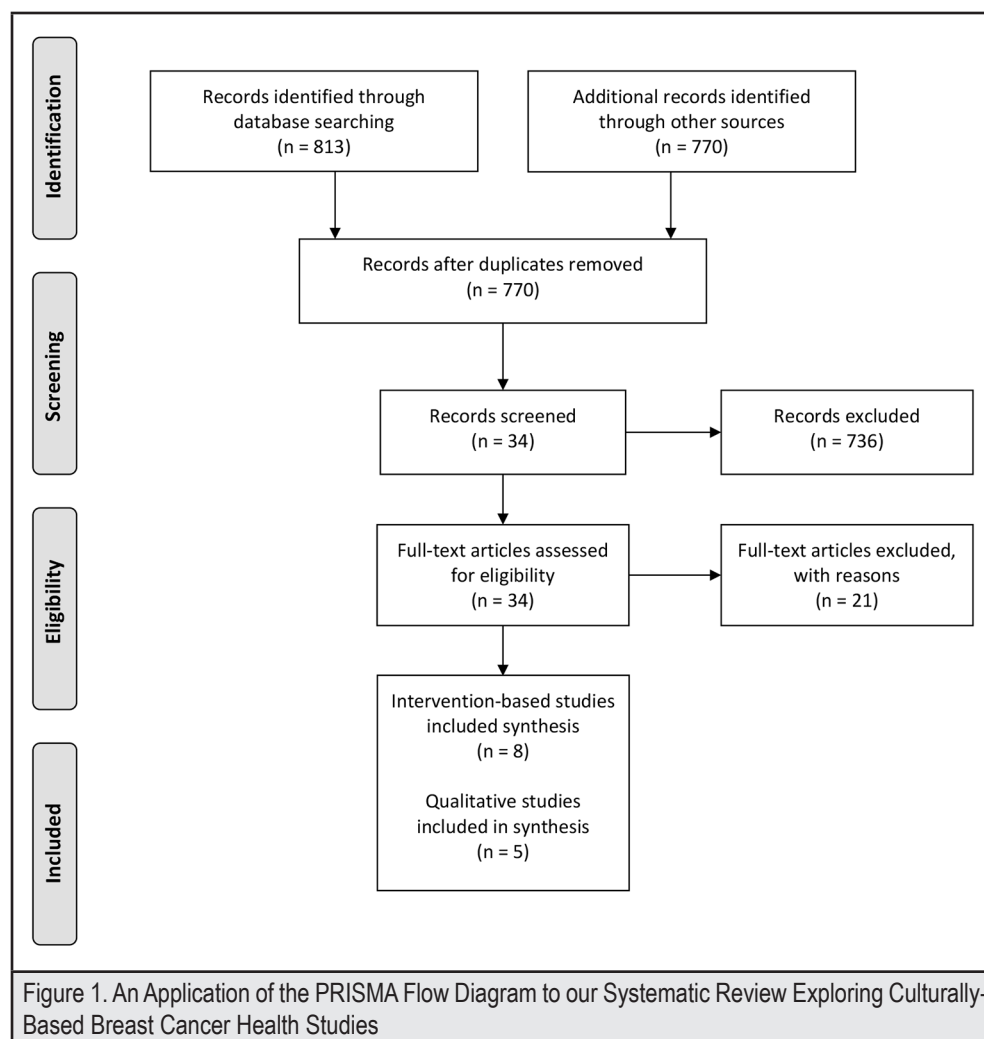 Identification
Records identified through
database searching
(n = 813)
Additional records identified
through other sources
(n = 770)
Records after duplicates removed
(n = 770)
Screening
Records screened
(n = 34)
Records excluded
(n = 736)
Eligibility
Full-text articles assessed
for eligibility
(n = 34)
Full-text articles excluded,
with reasons
(n = 21)
Included
Intervention-based studies
included synthesis
(n = 8)
Qualitative studies
included in synthesis
(n = 5)
Figure 1. An Application of the PRISMA Flow Diagram to our Systematic Review Exploring Culturally-
Based Breast Cancer Health Studies